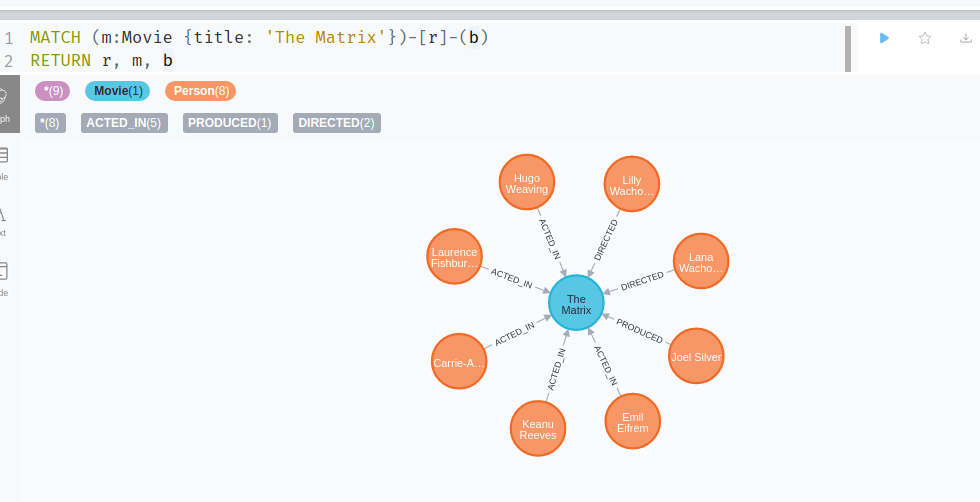 1 MATCH (m:Movie {title: 'The Matrix'})-[r]-(b)
2 RETURN r, m, b
*(9) Movie(1) Person(8)
ph
*(8) ACTED_IN(5) PRODUCED(1) DIRECTED(2)
ble
xt
de
Hugo
Weaving
Lilly
Wacho...
ACTED_IN
DIRECTED
Laurence
Fishbur...
ACTED_IN
Lana
Wacho...
DIRECTED
The
Matrix
ACTED_IN
PRODUCED
Carrie-A...
Joel Silver
ACTED_IN
ACTED_IN
Keanu
Reeves
Emil
Eifrem